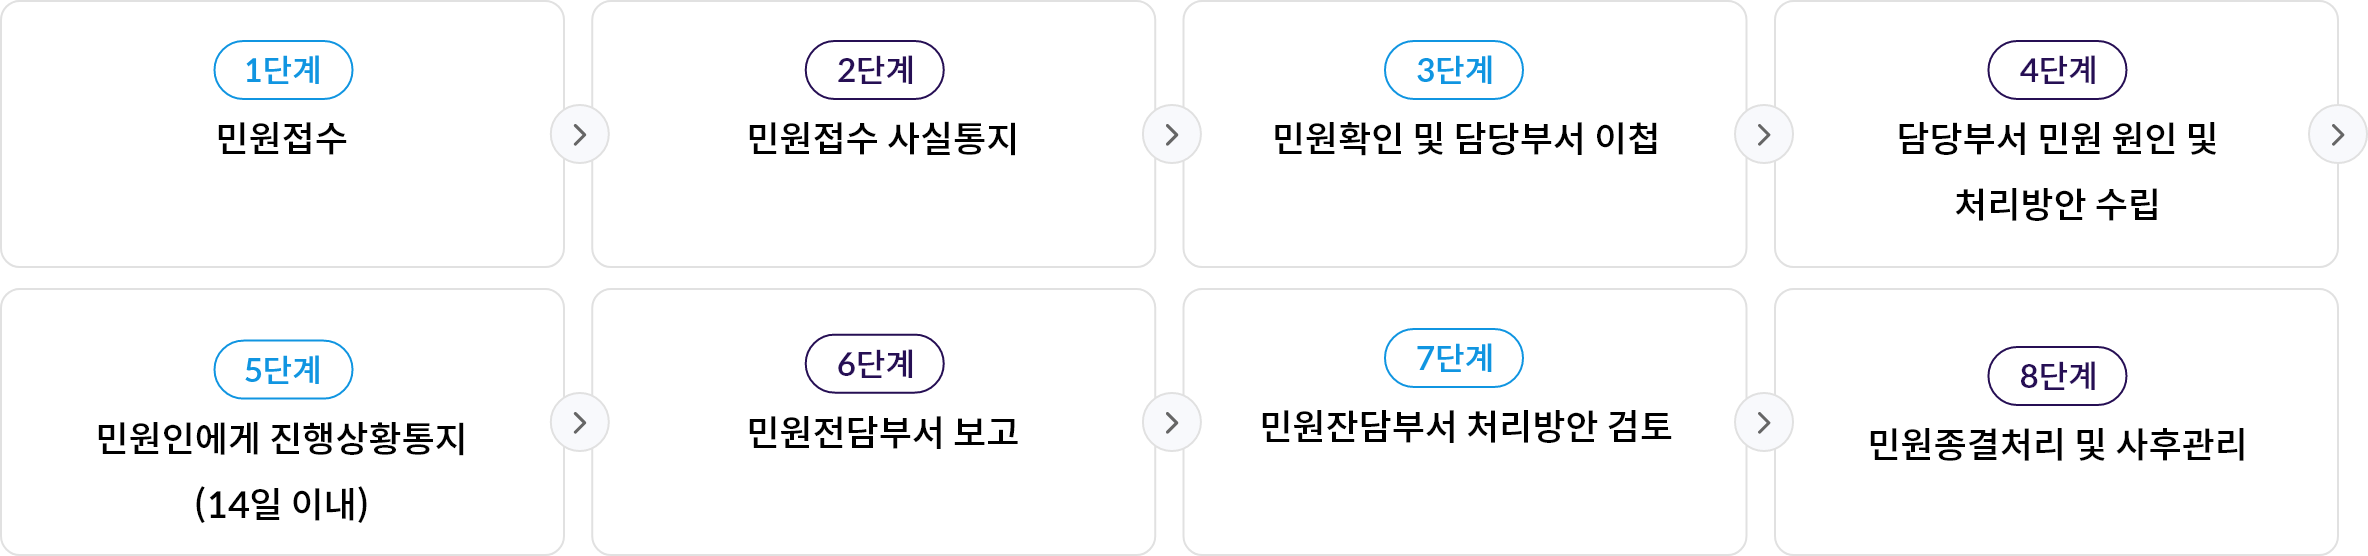 1단계
민원접수
2단계
민원접수 사실통지
3단계
민원확인 및 담당부서 이첩
4단계
담당부서 민원 원인 및
처리방안 수립
5단계
민원인에게 진행상황통지
(14일 이내)
6단계
민원전담부서 보고
7단계
민원잔담부서 처리방안 검토
8단계
민원종결처리 및 사후관리